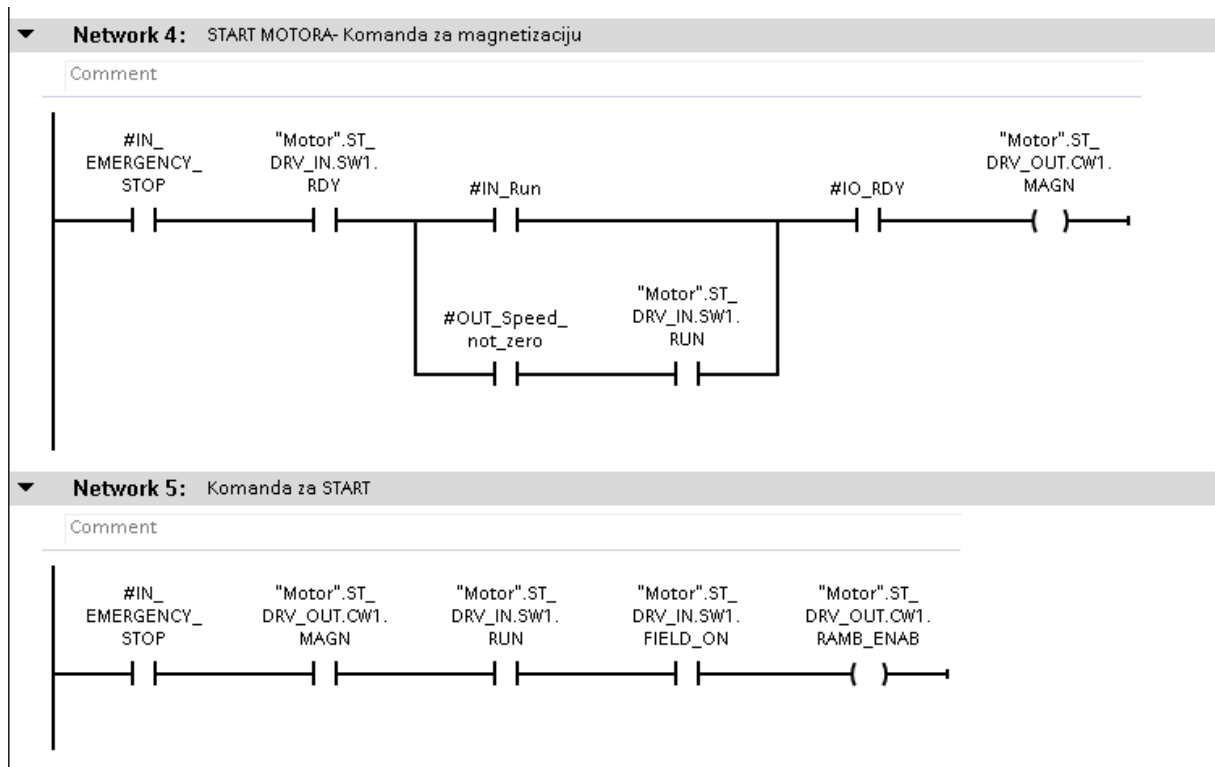 Network 4: START MOTORA- Komanda za magnetizaciju
Comment
#IN_
EMERGENCY_
STOP
"Motor".ST_
DRV_IN.SW1.
RDY
#IN_Run
#IO_RDY
"Motor".ST_
DRV_OUT.CW1.
MAGN
#OUT_Speed_
not_zero
"Motor".ST_
DRV_IN.SW1.
RUN
Network 5: Komanda za START
Comment
#IN_
EMERGENCY_
STOP
"Motor".ST_
DRV_OUT.CW1.
MAGN
"Motor".ST_
DRV_IN.SW1.
RUN
"Motor".ST_
DRV_IN.SW1.
FIELD_ON
"Motor".ST_
DRV_OUT.CW1.
RAMB_ENAB